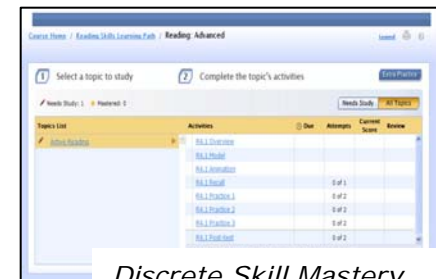 Course Home / Reading Skills Learning Path / Reading: Advanced
Legend
1 Select a topic to study
2 Complete the topic's activities
Extra Practice
Needs Study: 1 Mastered: 0
Needs Study All Topics
Topics List
Activities Due Attempts Current Score Review
Active Reading
R4.1 Overview
R4.1 Model
R4.1 Animation
R4.1 Recall 0 of 1
R4.1 Practice 1 0 of 2
R4.1 Practice 2 0 of 2
R4.1 Practice 3 0 of 2
R4.1 Post-test 0 of 2
Discrete Skill Mastery